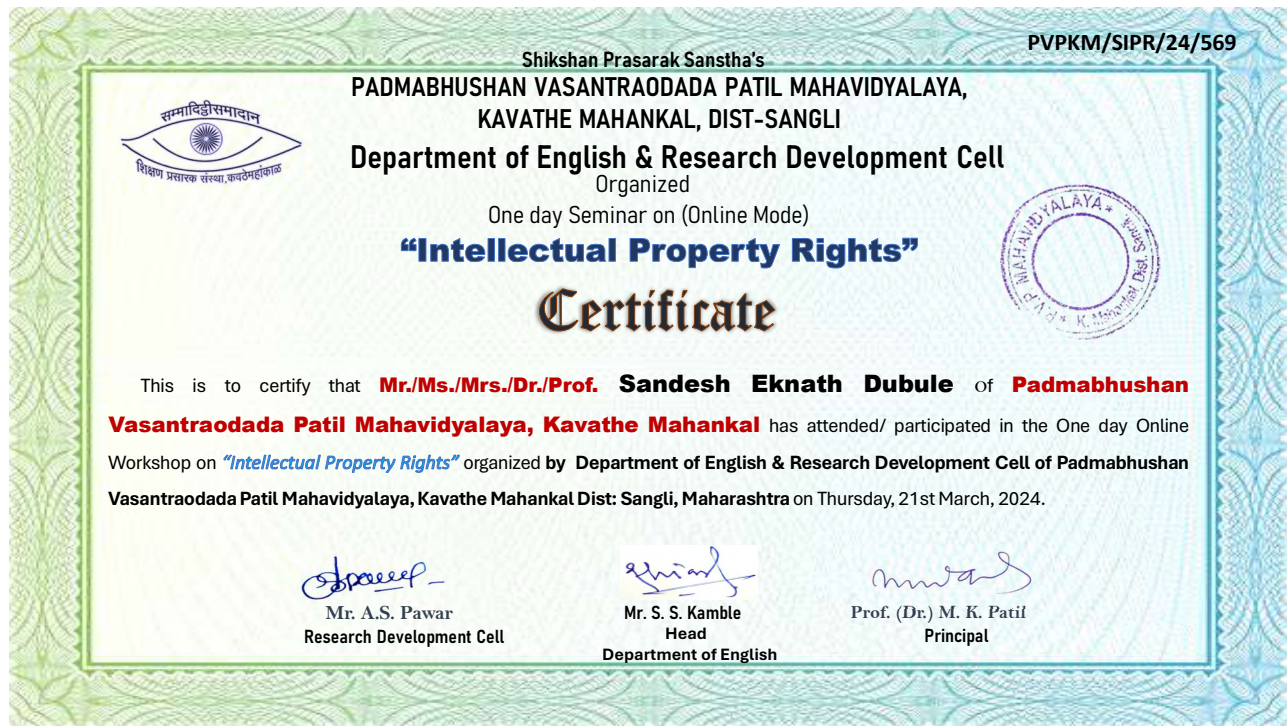 PVPKM/SIPR/24/569
Shikshan Prasarak Sanstha's
PADMABHUSHAN VASANTRAODADA PATIL MAHAVIDYALAYA,
KAVATHE MAHANKAL, DIST-SANGLI
सम्मादिट्ठीसमादान
शिक्षण प्रसारक संस्था,कवठेमहांकाळ
Department of English & Research Development Cell
Organized
One day Seminar on (Online Mode)
“Intellectual Property Rights”
P.V.P. MAHAVIDYALAYA * K. Mahankal, Dist. Sangli *
Certificate
This is to certify that Mr./Ms./Mrs./Dr./Prof. Sandesh Eknath Dubule of Padmabhushan
Vasantraodada Patil Mahavidyalaya, Kavathe Mahankal has attended/ participated in the One day Online
Workshop on “Intellectual Property Rights” organized by Department of English & Research Development Cell of Padmabhushan
Vasantraodada Patil Mahavidyalaya, Kavathe Mahankal Dist: Sangli, Maharashtra on Thursday, 21st March, 2024.
Mr. A.S. Pawar
Research Development Cell
Mr. S. S. Kamble
Head
Department of English
Prof. (Dr.) M. K. Patil
Principal